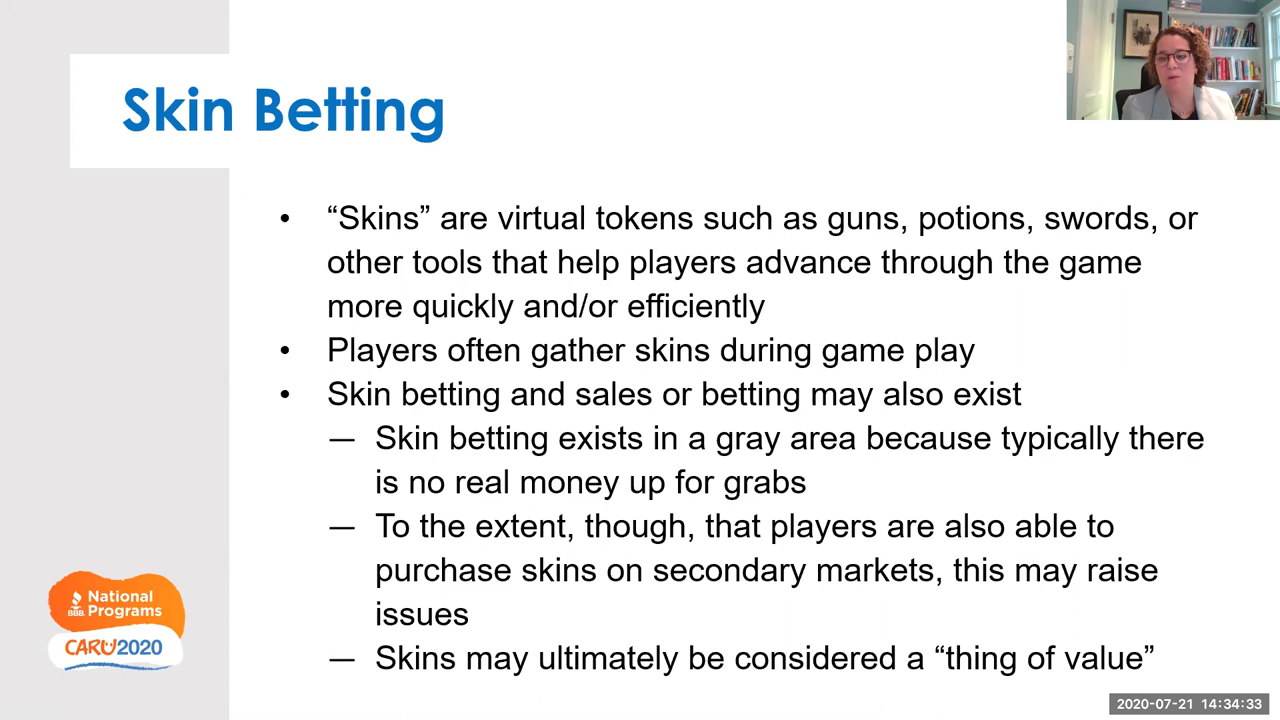 Skin Betting
• “Skins” are virtual tokens such as guns, potions, swords, or
other tools that help players advance through the game
more quickly and/or efficiently
• Players often gather skins during game play
• Skin betting and sales or betting may also exist
— Skin betting exists in a gray area because typically there
is no real money up for grabs
— To the extent, though, that players are also able to
purchase skins on secondary markets, this may raise
issues
— Skins may ultimately be considered a “thing of value”
BBB National
Programs
CARU2020
2020-07-21 14:34:33